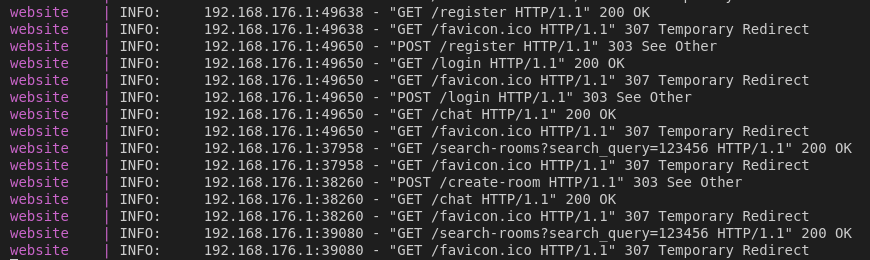 website | INFO: 192.168.176.1:49638 - "GET /register HTTP/1.1" 200 OK
website | INFO: 192.168.176.1:49638 - "GET /favicon.ico HTTP/1.1" 307 Temporary Redirect
website | INFO: 192.168.176.1:49650 - "POST /register HTTP/1.1" 303 See Other
website | INFO: 192.168.176.1:49650 - "GET /login HTTP/1.1" 200 OK
website | INFO: 192.168.176.1:49650 - "GET /favicon.ico HTTP/1.1" 307 Temporary Redirect
website | INFO: 192.168.176.1:49650 - "POST /login HTTP/1.1" 303 See Other
website | INFO: 192.168.176.1:49650 - "GET /chat HTTP/1.1" 200 OK
website | INFO: 192.168.176.1:49650 - "GET /favicon.ico HTTP/1.1" 307 Temporary Redirect
website | INFO: 192.168.176.1:37958 - "GET /search-rooms?search_query=123456 HTTP/1.1" 200 OK
website | INFO: 192.168.176.1:37958 - "GET /favicon.ico HTTP/1.1" 307 Temporary Redirect
website | INFO: 192.168.176.1:38260 - "POST /create-room HTTP/1.1" 303 See Other
website | INFO: 192.168.176.1:38260 - "GET /chat HTTP/1.1" 200 OK
website | INFO: 192.168.176.1:38260 - "GET /favicon.ico HTTP/1.1" 307 Temporary Redirect
website | INFO: 192.168.176.1:39080 - "GET /search-rooms?search_query=123456 HTTP/1.1" 200 OK
website | INFO: 192.168.176.1:39080 - "GET /favicon.ico HTTP/1.1" 307 Temporary Redirect